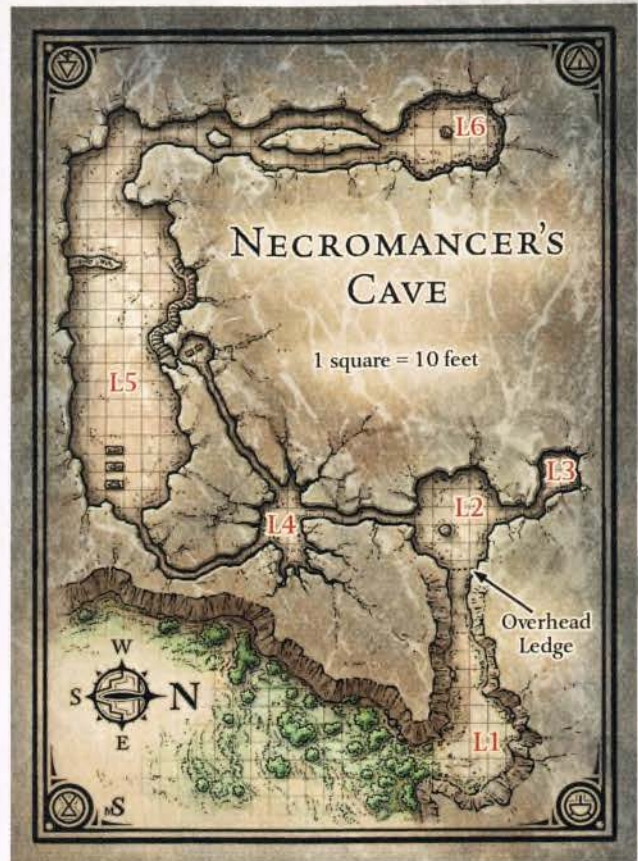 L6
NECROMANCER'S
CAVE
1 square = 10 feet
L5
L3
L2
L4
Overhead
Ledge
W
S N
E
L1